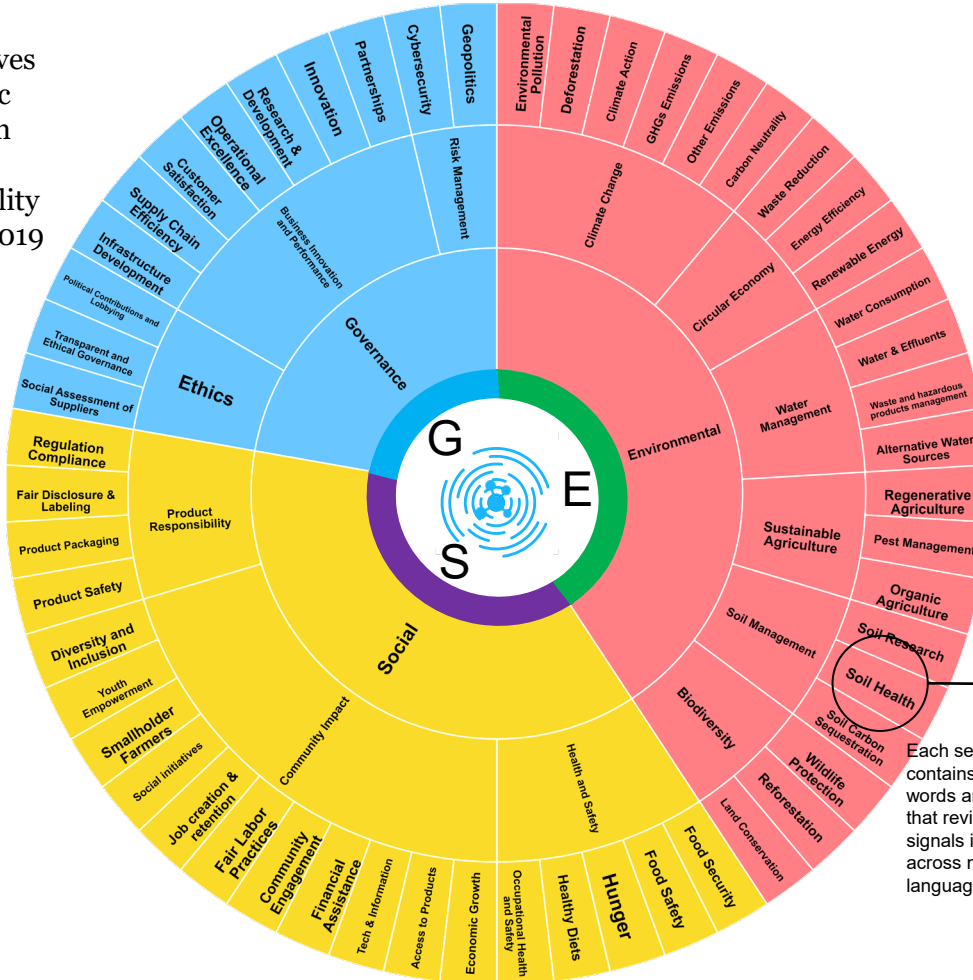 ves
c
n
lity
2019
Geopolitics
Cybersecurity
Partnerships
Innovation
Research &
Development
Operational
Excellence
Customer
Satisfaction
Supply Chain
Efficiency
Infrastructure
Development
Political Contributions and
Lobbying
Transparent and
Ethical Governance
Social Assessment of
Suppliers
Risk Management
Business Innovation
and Performance
Ethics
Governance
Environmental
Pollution
Deforestation
Climate Action
GHGs Emissions
Other Emissions
Carbon Neutrality
Waste Reduction
Energy Efficiency
Renewable Energy
Water Consumption
Water & Effluents
Waste and hazardous
products management
Alternative Water
Sources
Regenerative
Agriculture
Pest Management
Organic
Agriculture
Soil Research
Soil Health
Soil Carbon
Sequestration
Wildlife
Protection
Reforestation
Land Conservation
Climate Change
Circular Economy
Water
Management
Sustainable
Agriculture
Soil Management
Biodiversity
Environmental
G
E
S
Regulation
Compliance
Fair Disclosure &
Labeling
Product Packaging
Product Safety
Diversity and
Inclusion
Youth
Empowerment
Smallholder
Farmers
Social initiatives
Job creation &
retention
Fair Labor
Practices
Community
Engagement
Financial
Assistance
Tech & Information
Access to Products
Economic Growth
Occupational Health
and Safety
Healthy Diets
Hunger
Food Safety
Food Security
Product
Responsibility
Community Impact
Health and Safety
Social
Each se
contains
words an
that revi
signals i
across r
languag